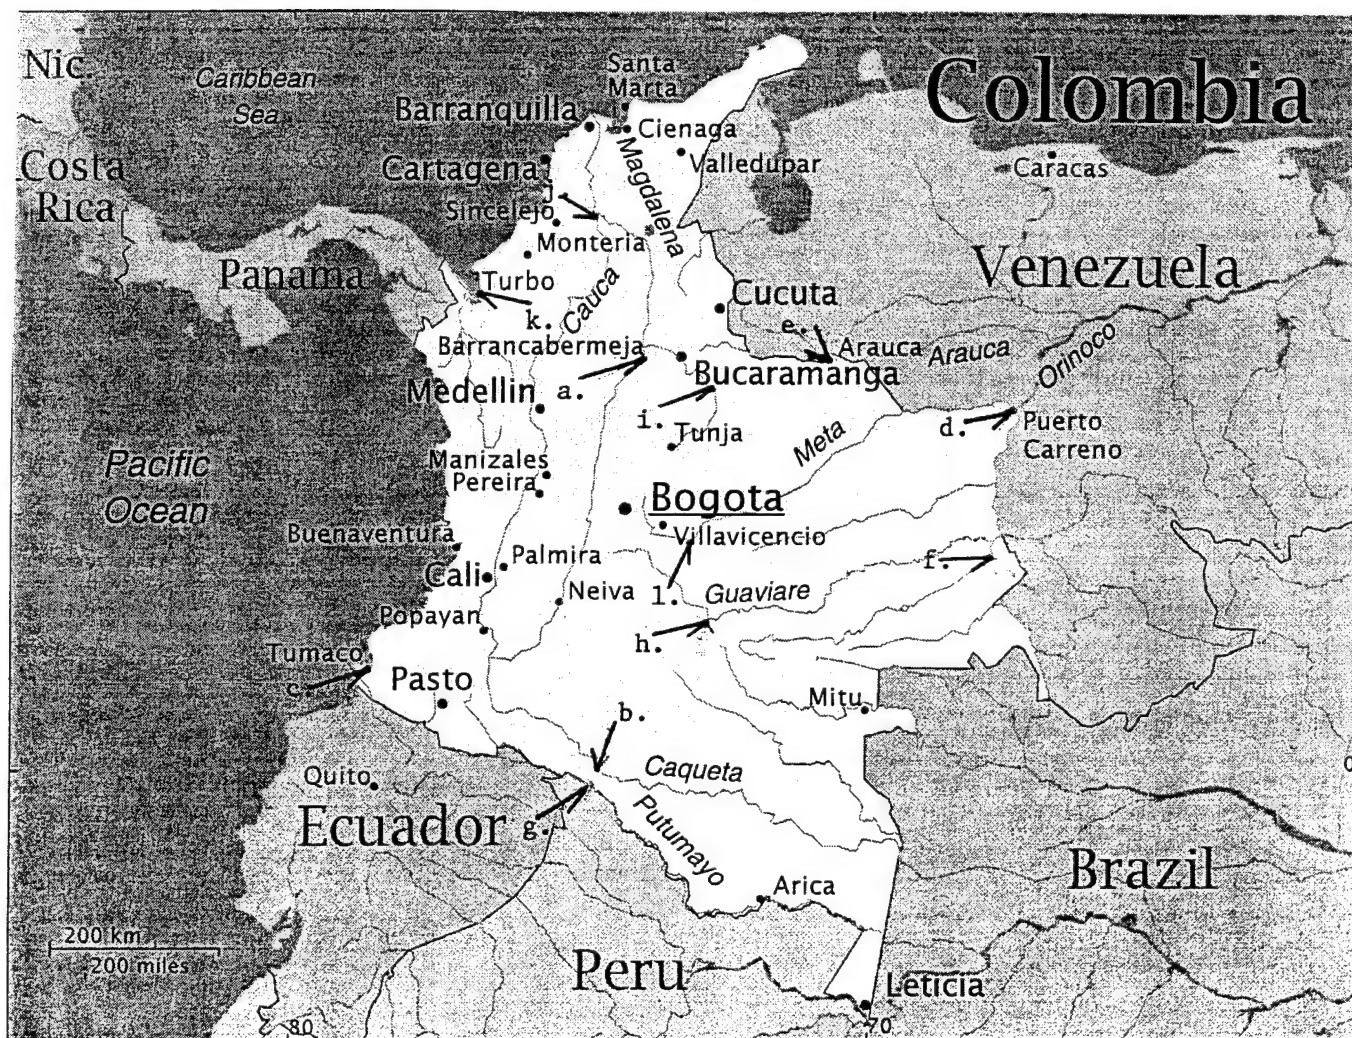 Nic.
Caribbean
Sea
Colombia
Santa
Marta
Barranquilla
Cienaga
Costa
Rica
Cartagena
Magdalena
Valledupar
Caracas
j.
Sincelejo
Monteria
Panama
Turbo
Cauca
Venezuela
Cucuta
k.
e.
Barrancabermeja
Arauca
Arauca
Orinoco
Medellin
a.
Bucaramanga
i.
Tunja
d.
Puerto
Carreno
Meta
Pacific
Ocean
Manizales
Pereira
Bogota
Buenaventura
Villavicencio
Palmira
Cali
f.
Neiva
l.
Guaviare
Popayan
h.
Tumaco
c.
Pasto
Mitu
b.
Quito
Caqueta
0
Ecuador
g.
Putumayo
Brazil
Arica
200 km
200 miles
Peru
Leticia
80
70